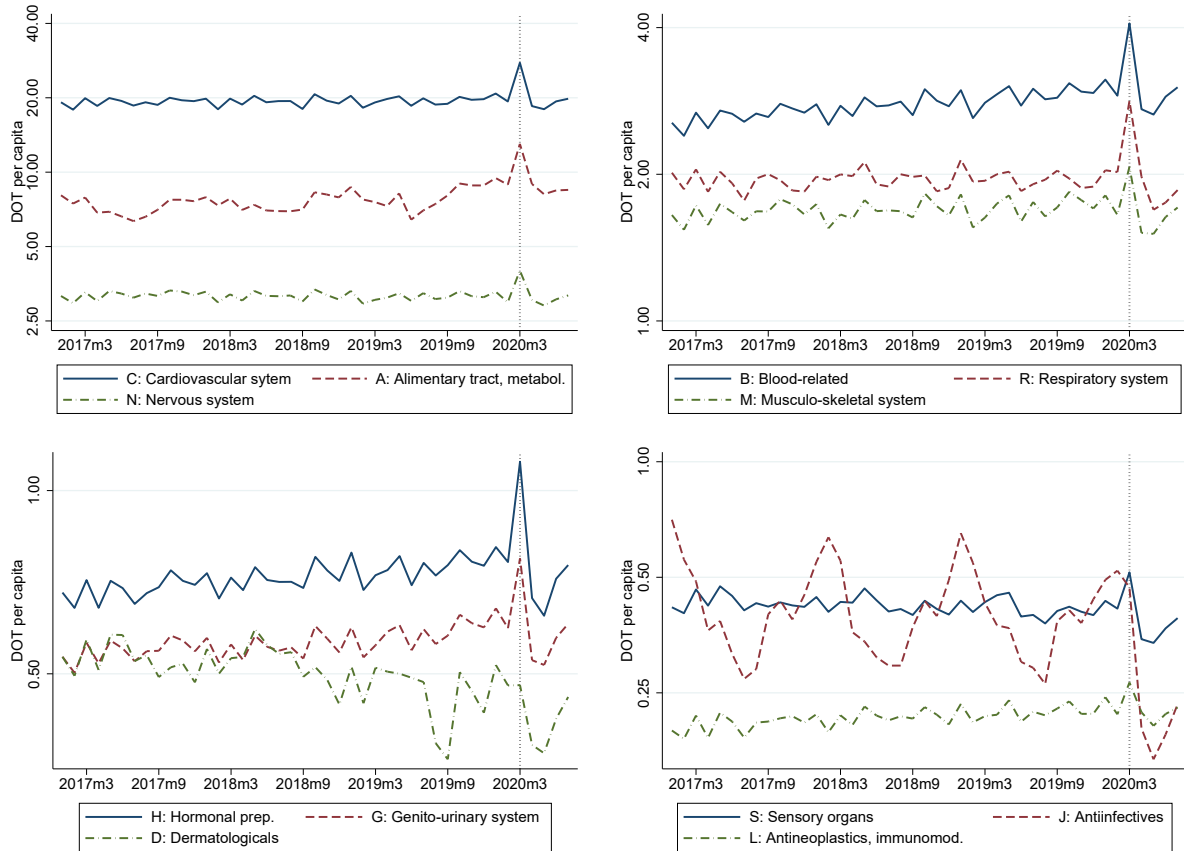 DOT per capita
40.00
20.00
10.00
5.00
2.50
2017m3 2017m9 2018m3 2018m9 2019m3 2019m9 2020m3
C: Cardiovascular sytem A: Alimentary tract, metabol.
N: Nervous system
DOT per capita
4.00
2.00
1.00
2017m3 2017m9 2018m3 2018m9 2019m3 2019m9 2020m3
B: Blood-related R: Respiratory system
M: Musculo-skeletal system
DOT per capita
1.00
0.50
2017m3 2017m9 2018m3 2018m9 2019m3 2019m9 2020m3
H: Hormonal prep. G: Genito-urinary system
D: Dermatologicals
DOT per capita
1.00
0.50
0.25
2017m3 2017m9 2018m3 2018m9 2019m3 2019m9 2020m3
S: Sensory organs J: Antiinfectives
L: Antineoplastics, immunomod.